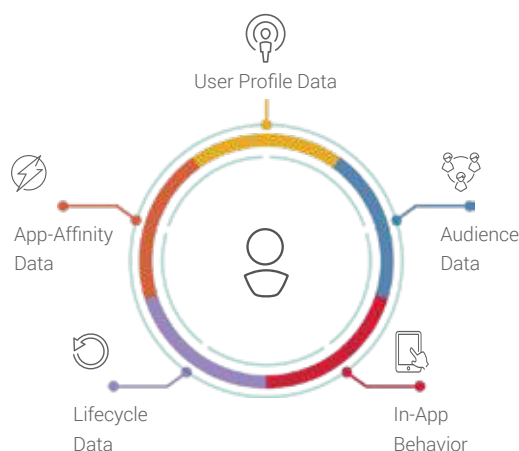 User Profile Data
App-Affinity
Data
Audience
Data
Lifecycle
Data
In-App
Behavior